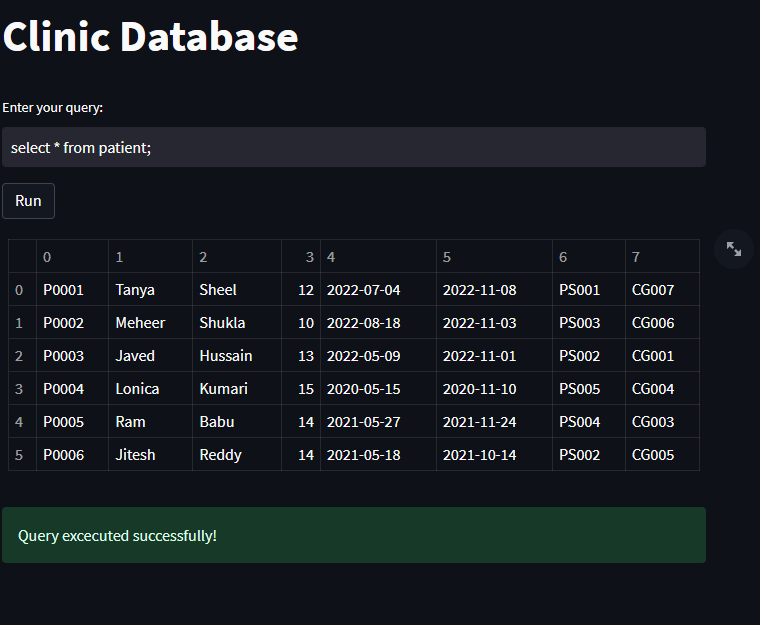 Clinic Database
Enter your query:
select * from patient;
Run
0 1 2 3 4 5 6 7
0 P0001 Tanya Sheel 12 2022-07-04 2022-11-08 PS001 CG007
1 P0002 Meheer Shukla 10 2022-08-18 2022-11-03 PS003 CG006
2 P0003 Javed Hussain 13 2022-05-09 2022-11-01 PS002 CG001
3 P0004 Lonica Kumari 15 2020-05-15 2020-11-10 PS005 CG004
4 P0005 Ram Babu 14 2021-05-27 2021-11-24 PS004 CG003
5 P0006 Jitesh Reddy 14 2021-05-18 2021-10-14 PS002 CG005
Query excecuted successfully!